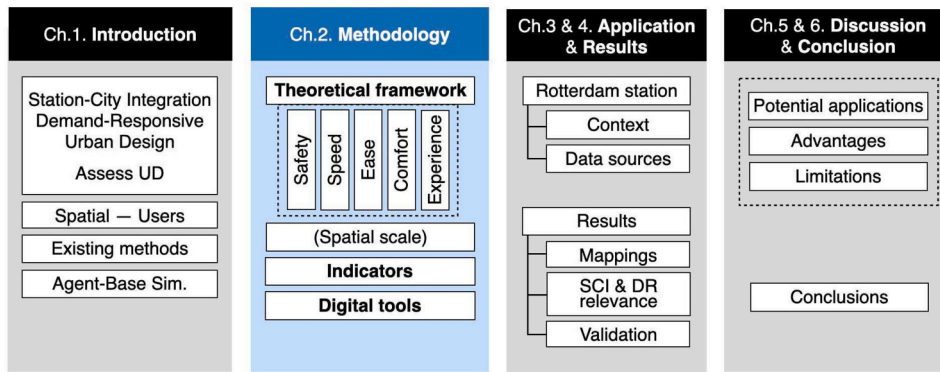 Ch.1. Introduction
Station-City Integration
Demand-Responsive
Urban Design
Assess UD
Spatial — Users
Existing methods
Agent-Base Sim.
Ch.2. Methodology
Theoretical framework
Safety
Speed
Ease
Comfort
Experience
(Spatial scale)
Indicators
Digital tools
Ch.3 & 4. Application
& Results
Rotterdam station
Context
Data sources
Results
Mappings
SCI & DR
relevance
Validation
Ch.5 & 6. Discussion
& Conclusion
Potential applications
Advantages
Limitations
Conclusions